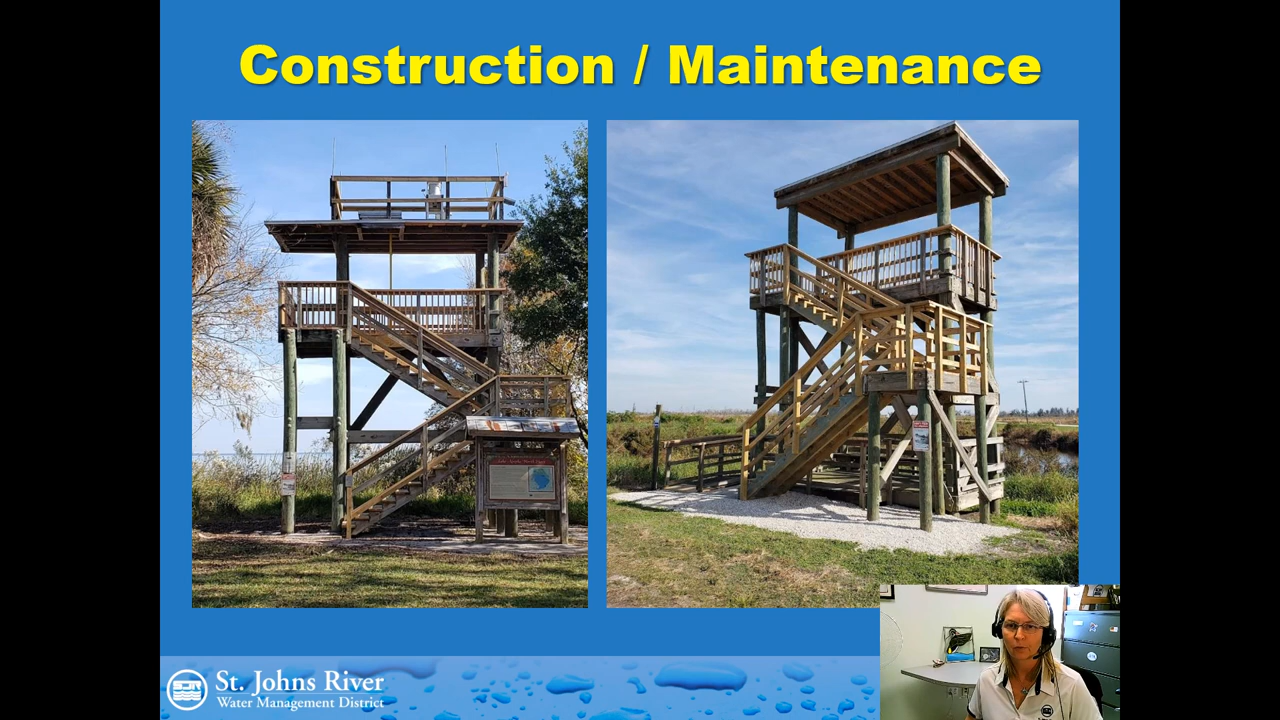 Construction / Maintenance
St. Johns River
Water Management District